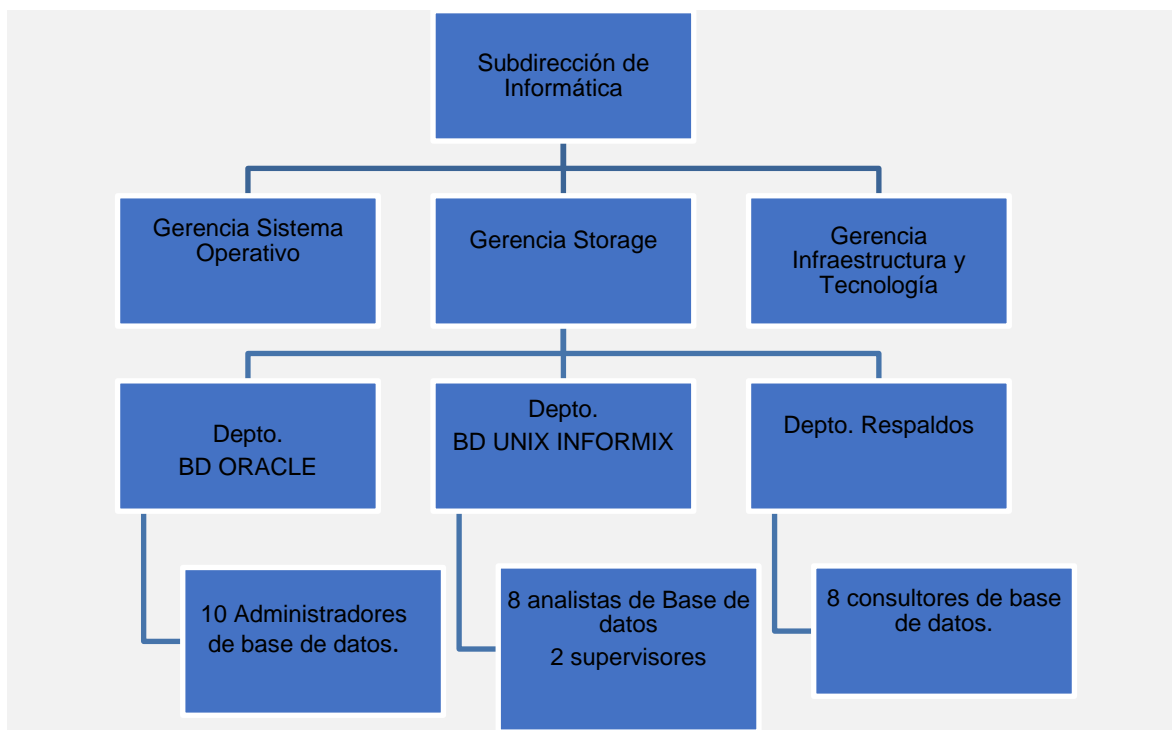 Subdirección de
Informática
Gerencia Sistema
Operativo
Gerencia Storage
Gerencia
Infraestructura y
Tecnología
Depto.
BD ORACLE
Depto.
BD UNIX INFORMIX
Depto. Respaldos
10 Administradores
de base de datos.
8 analistas de Base de
datos
2 supervisores
8 consultores de base
de datos.